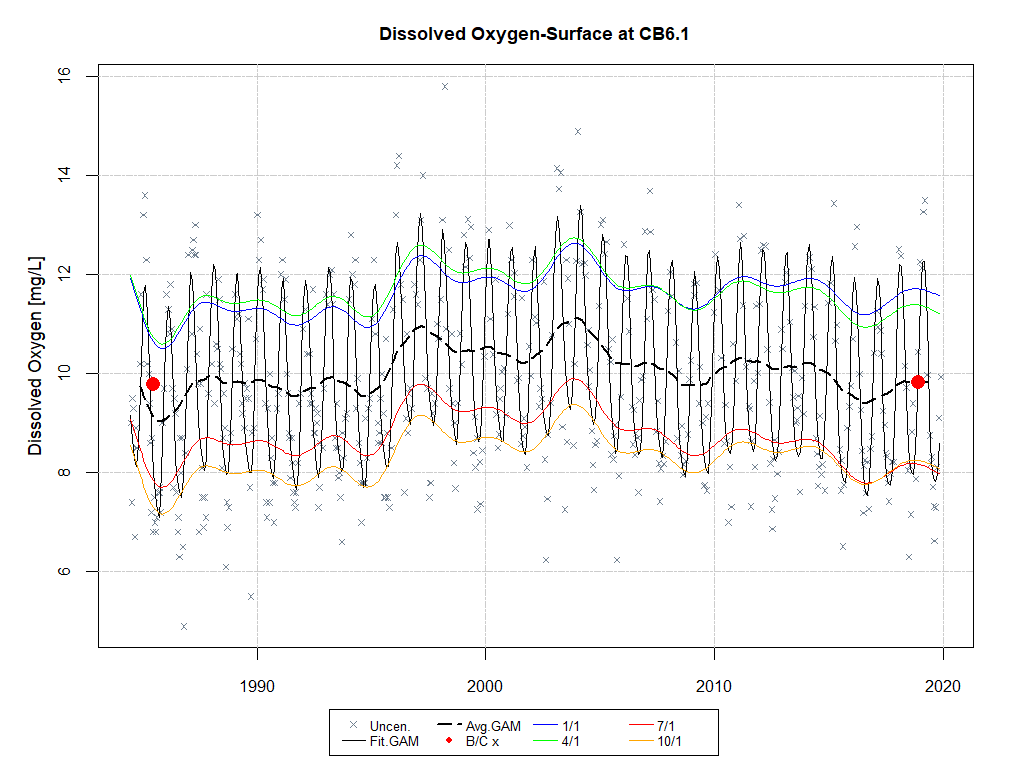 Dissolved Oxygen-Surface at CB6.1
Dissolved Oxygen [mg/L]
16
14
12
10
8
6
1990 2000 2010 2020
Uncen. Avg.GAM 1/1 7/1
Fit.GAM B/C x 4/1 10/1